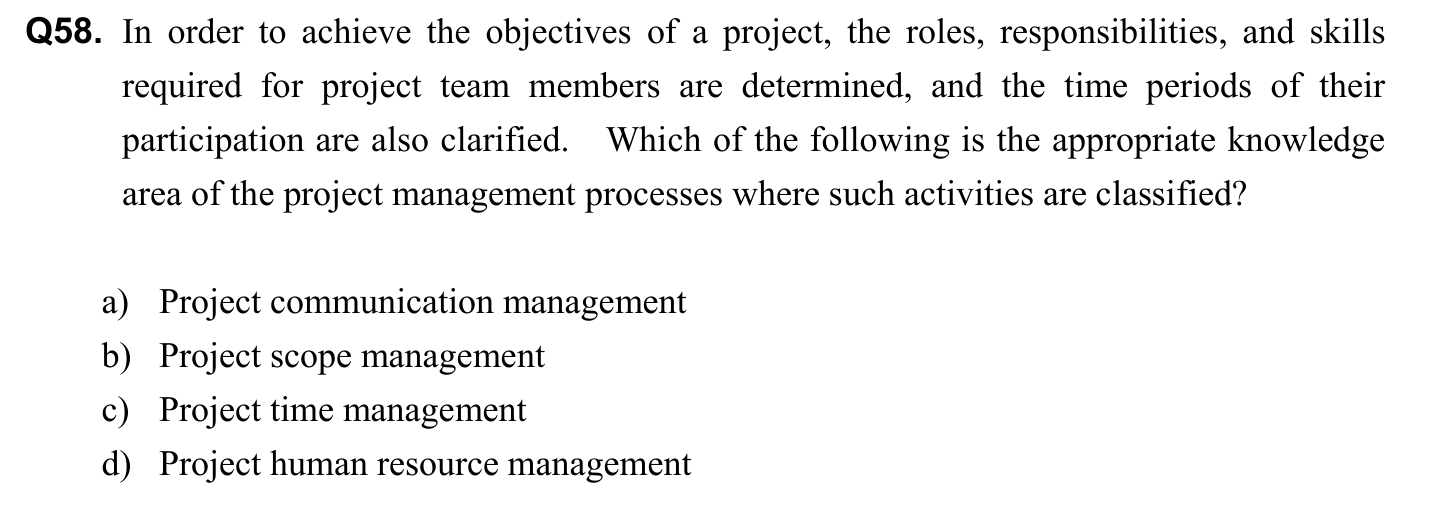 Q58. In order to achieve the objectives of a project, the roles, responsibilities, and skills
required for project team members are determined, and the time periods of their
participation are also clarified. Which of the following is the appropriate knowledge
area of the project management processes where such activities are classified?
a) Project communication management
b) Project scope management
c) Project time management
d) Project human resource management